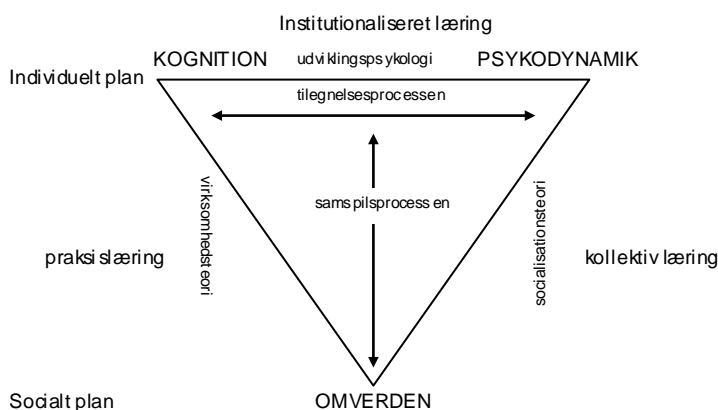 Institutionaliseret læring
KOGNITION udviklingspsykologi PSYKODYNAMIK
Individuelt plan
tilegnelsesprocessen
virksomhedsteori
samspilsprocessen
socialisationsteori
praksislæring
kollektiv læring
Socialt plan
OMVERDEN